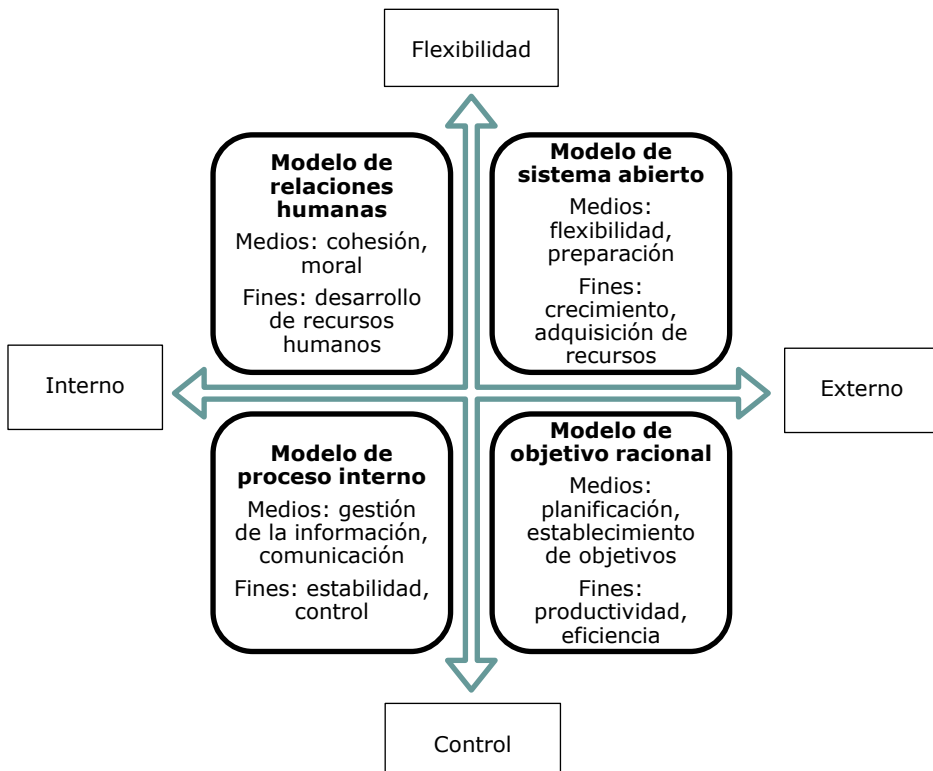 Flexibilidad
Modelo de
relaciones
humanas
Medios: cohesión,
moral
Fines: desarrollo
de recursos
humanos
Modelo de
sistema abierto
Medios:
flexibilidad,
preparación
Fines:
crecimiento,
adquisición de
recursos
Interno
Externo
Modelo de
proceso interno
Medios: gestión
de la información,
comunicación
Fines: estabilidad,
control
Modelo de
objetivo racional
Medios:
planificación,
establecimiento
de objetivos
Fines:
productividad,
eficiencia
Control